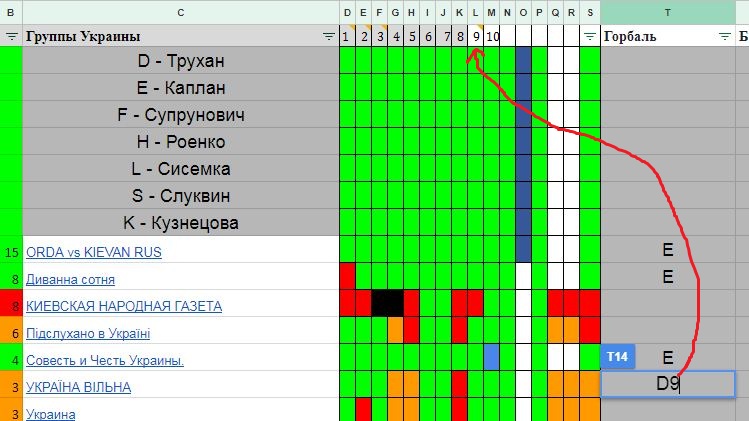 B C D E F G H I J K L M O P Q R S T
Группы Украины 1 2 3 4 5 6 7 8 9 10 Горбаль Б
D - Трухан
E - Каплан
F - Супрунович
H - Роенко
L - Сисемка
S - Слуквин
K - Кузнецова
15 ORDA vs KIEVAN RUS E
8 Диванна сотня E
8 КИЕВСКАЯ НАРОДНАЯ ГАЗЕТА
6 Підслухано в Україні
4 Совесть и Честь Украины. T14 E
3 УКРАЇНА ВІЛЬНА D9
3 Украина